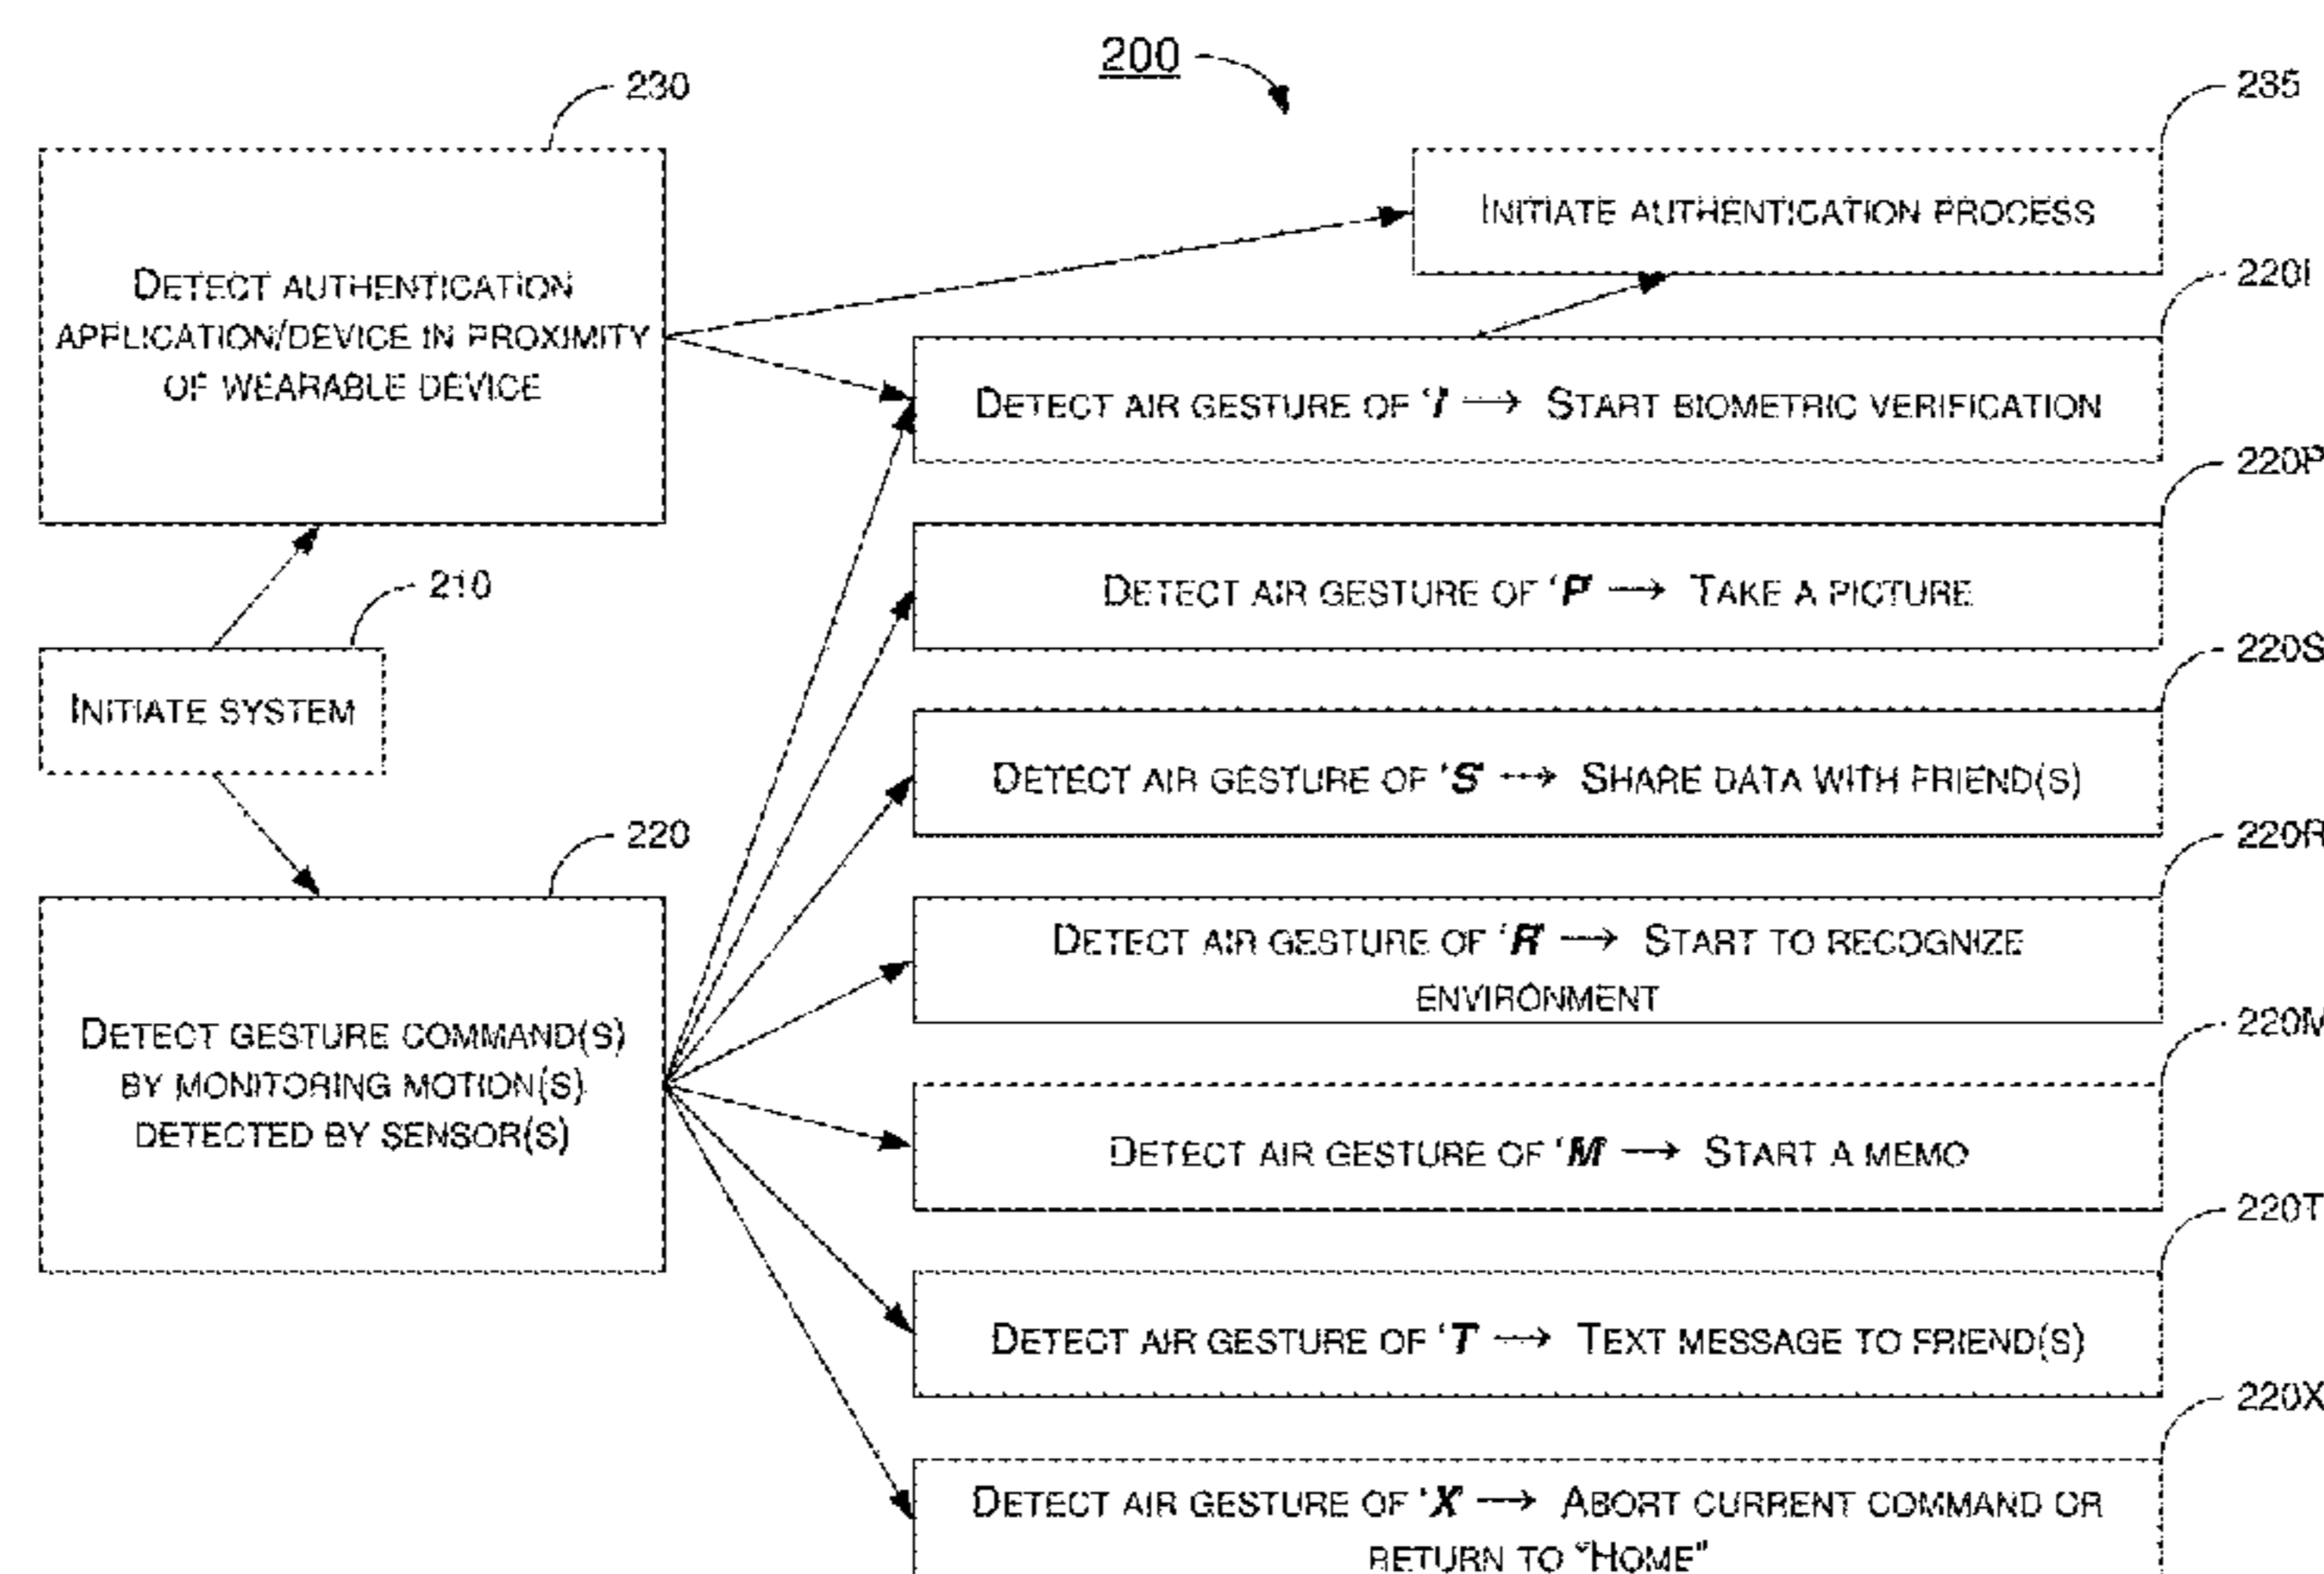 200
230
235
INITIATE AUTHENTICATION PROCESS
220I
DETECT AUTHENTICATION
APPLICATION/DEVICE IN PROXIMITY
OF WEARABLE DEVICE
DETECT AIR GESTURE OF 'I' → START BIOMETRIC VERIFICATION
220P
210
DETECT AIR GESTURE OF 'P' → TAKE A PICTURE
220S
INITIATE SYSTEM
DETECT AIR GESTURE OF 'S' → SHARE DATA WITH FRIEND(S)
220
220R
DETECT AIR GESTURE OF 'R' → START TO RECOGNIZE
ENVIRONMENT
220M
DETECT GESTURE COMMAND(S)
BY MONITORING MOTION(S)
DETECTED BY SENSOR(S)
DETECT AIR GESTURE OF 'M' → START A MEMO
220T
DETECT AIR GESTURE OF 'T' → TEXT MESSAGE TO FRIEND(S)
220X
DETECT AIR GESTURE OF 'X' → ABORT CURRENT COMMAND OR
RETURN TO "HOME"